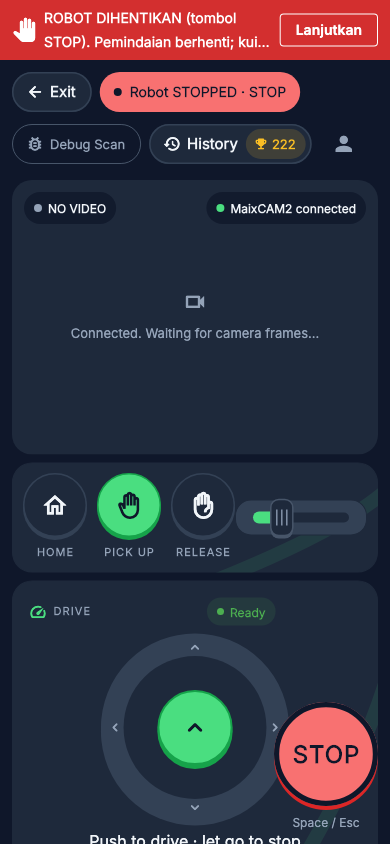 ROBOT DIHENTIKAN (tombol
STOP). Pemindaian berhenti; kui...
Lanjutkan
Exit
Robot STOPPED · STOP
Debug Scan
History
222
NO VIDEO
MaixCAM2 connected
Connected. Waiting for camera frames...
HOME
PICK UP
RELEASE
DRIVE
Ready
STOP
Space / Esc
Push to drive · let go to stop